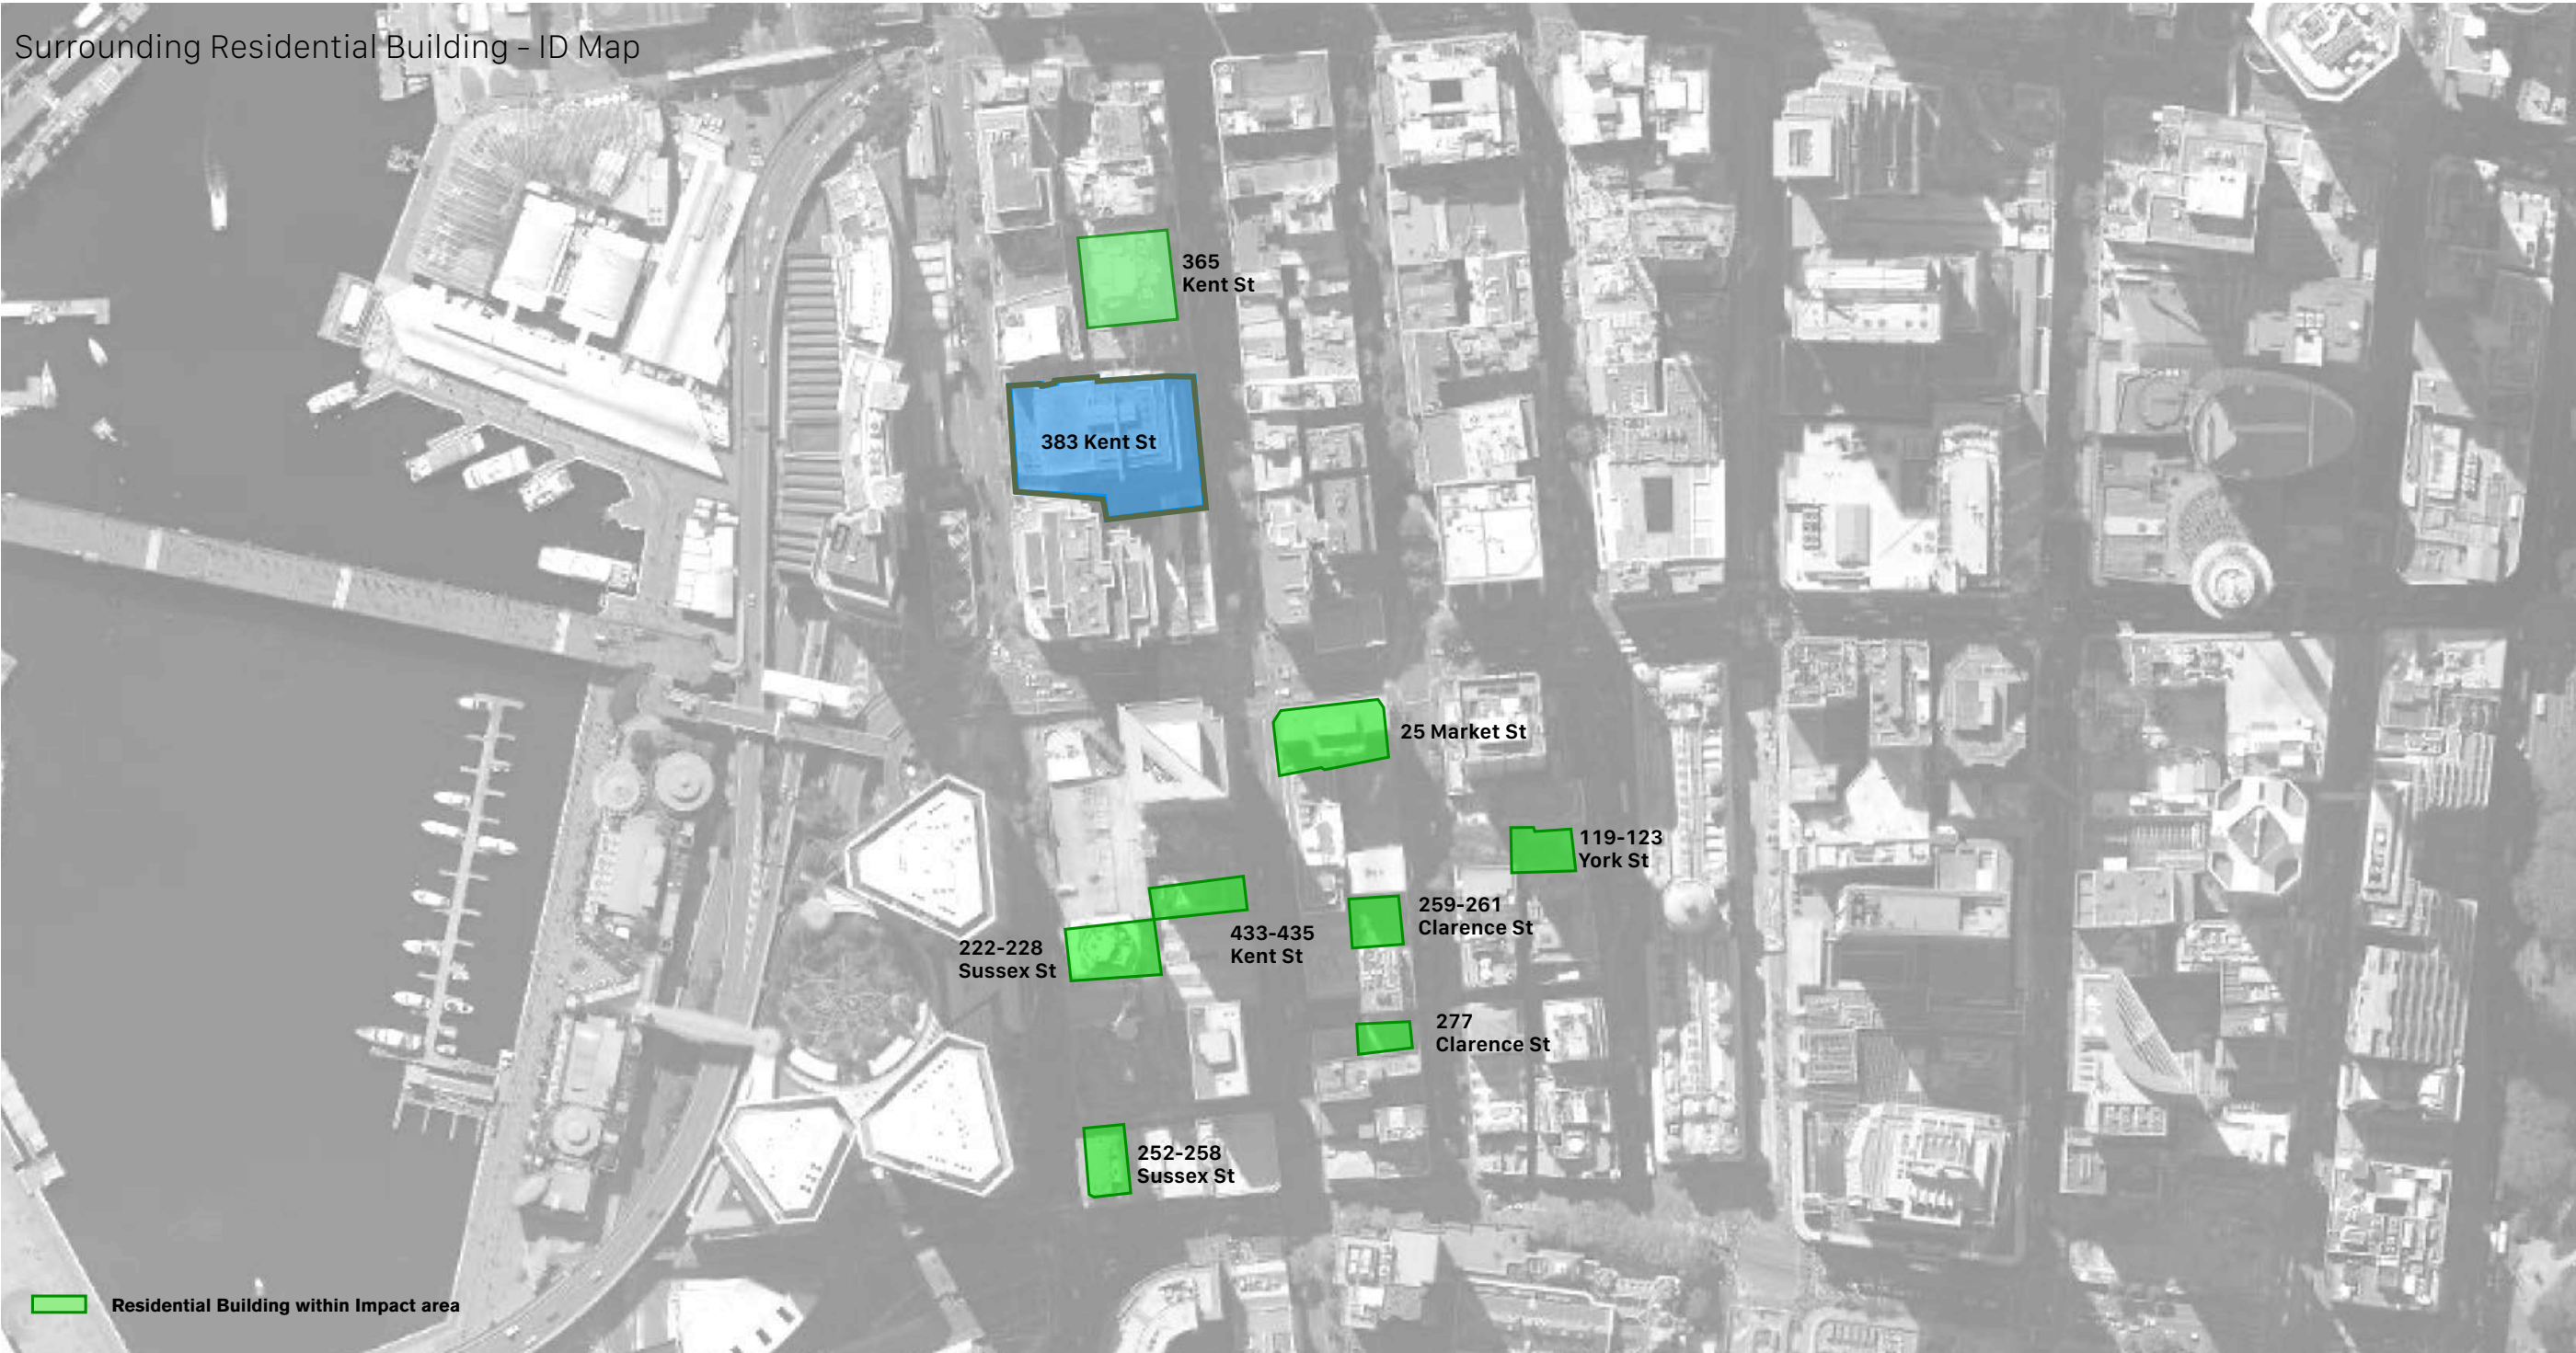 Surrounding Residential Building - ID Map
365
Kent St
383 Kent St
25 Market St
119-123
York St
259-261
Clarence St
433-435
Kent St
222-228
Sussex St
277
Clarence St
252-258
Sussex St
Residential Building within Impact area